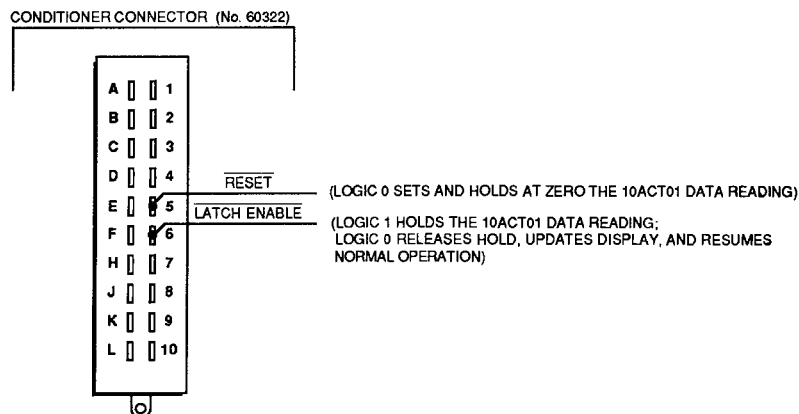 CONDITIONER CONNECTOR (No. 60322)
A 1
B 2
C 3
D 4
RESET
(LOGIC 0 SETS AND HOLDS AT ZERO THE 10ACT01 DATA READING)
E 5
LATCH ENABLE
(LOGIC 1 HOLDS THE 10ACT01 DATA READING;
F 6
LOGIC 0 RELEASES HOLD, UPDATES DISPLAY, AND RESUMES
NORMAL OPERATION)
H 7
J 8
K 9
L 10